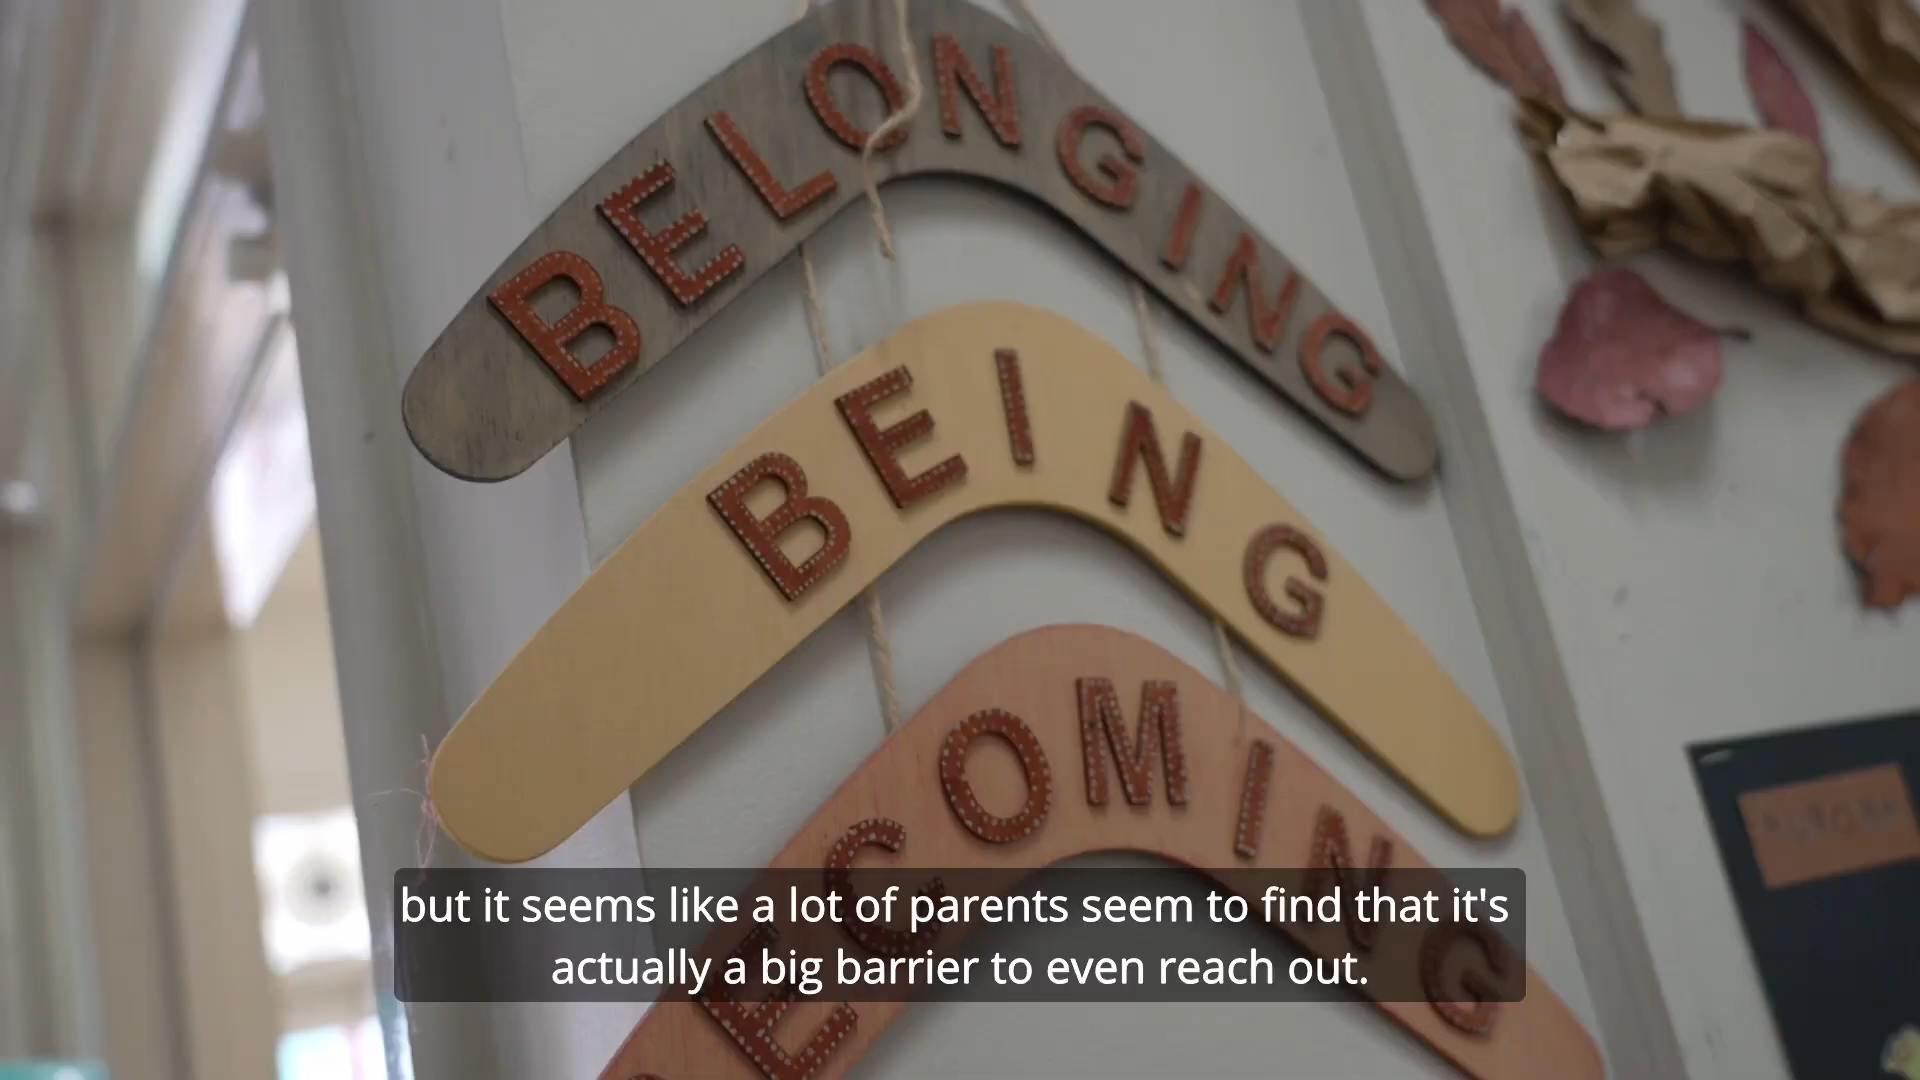 BELONGING
BEING
BECOMING
but it seems like a lot of parents seem to find that it's
actually a big barrier to even reach out.